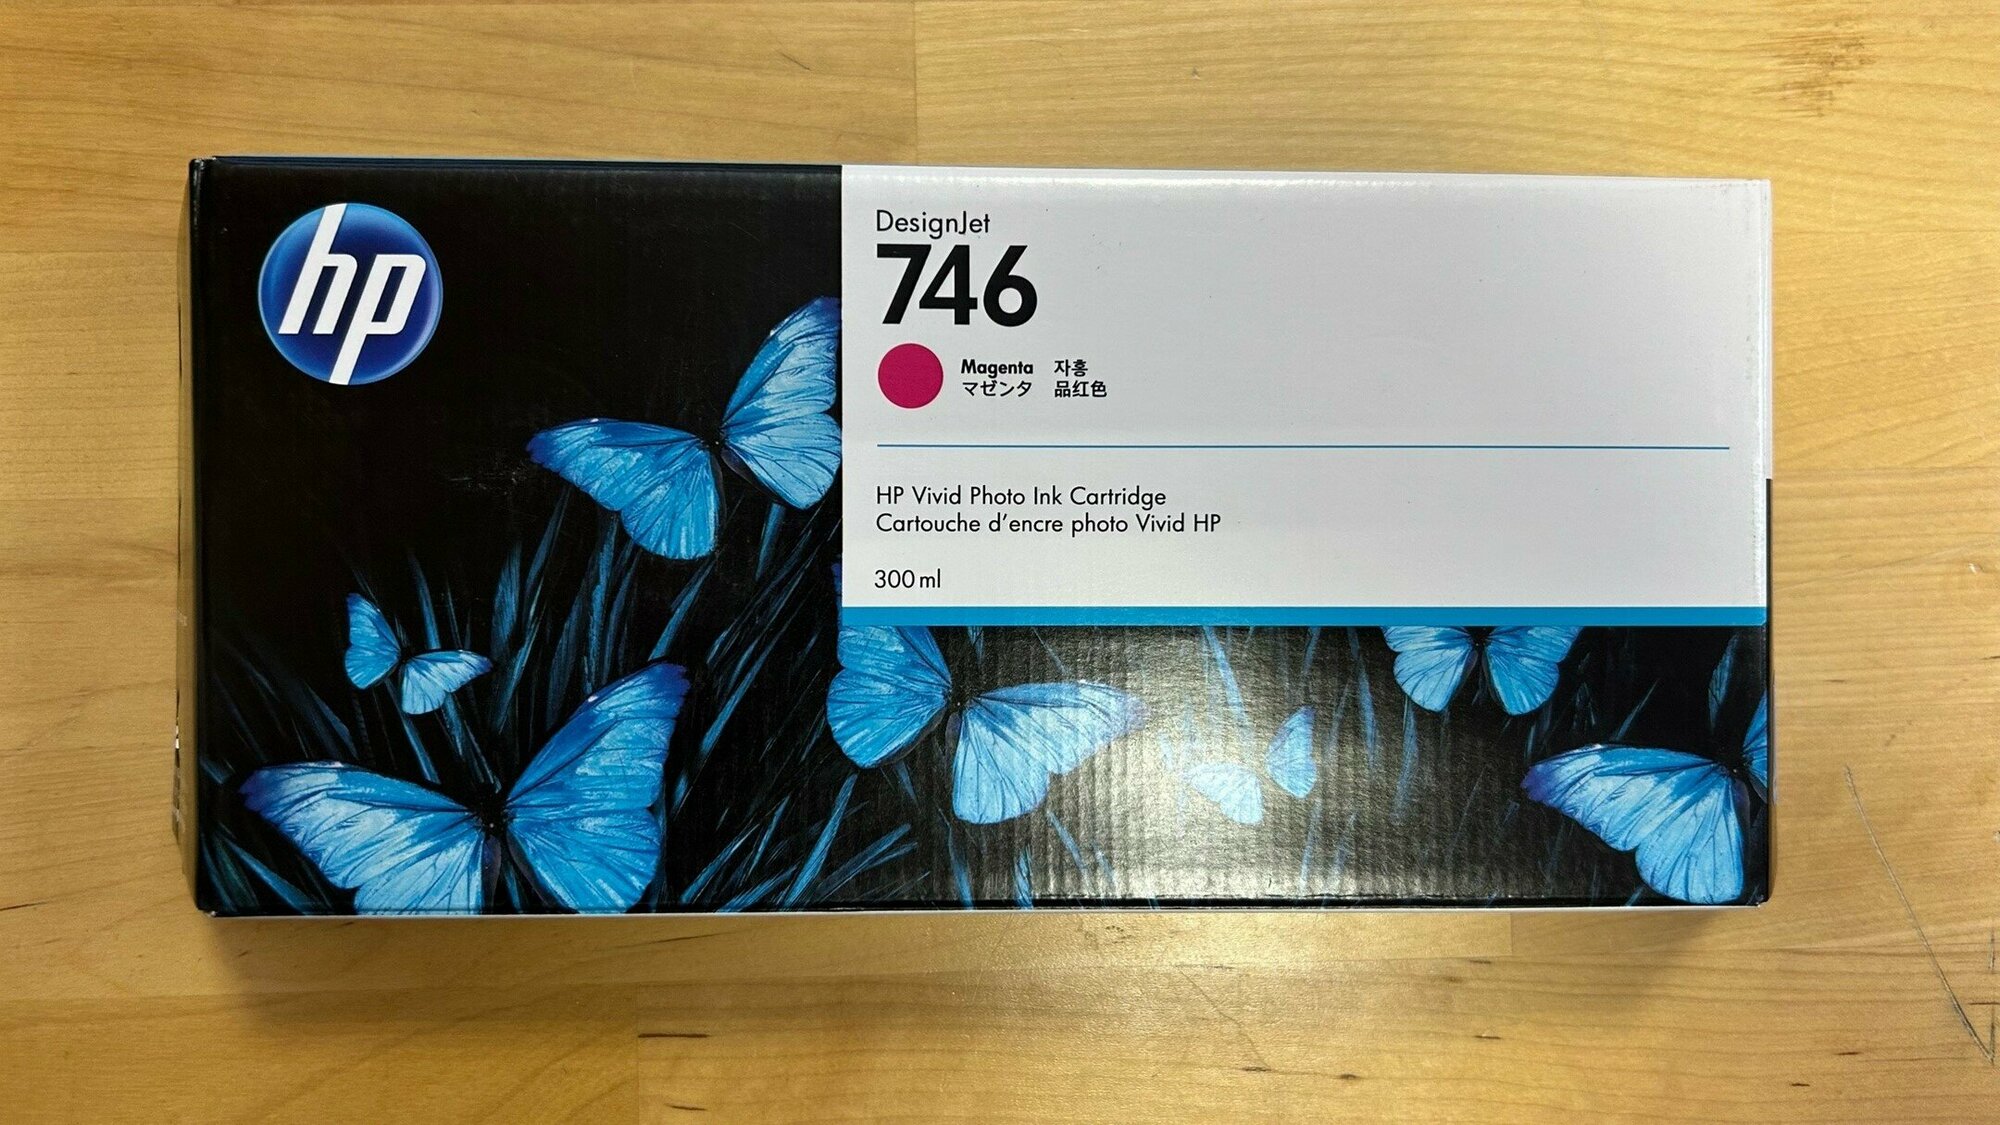 hp
DesignJet
746
Magenta 자홍
マゼンタ 品红色
HP Vivid Photo Ink Cartridge
Cartouche d'encre photo Vivid HP
300 ml